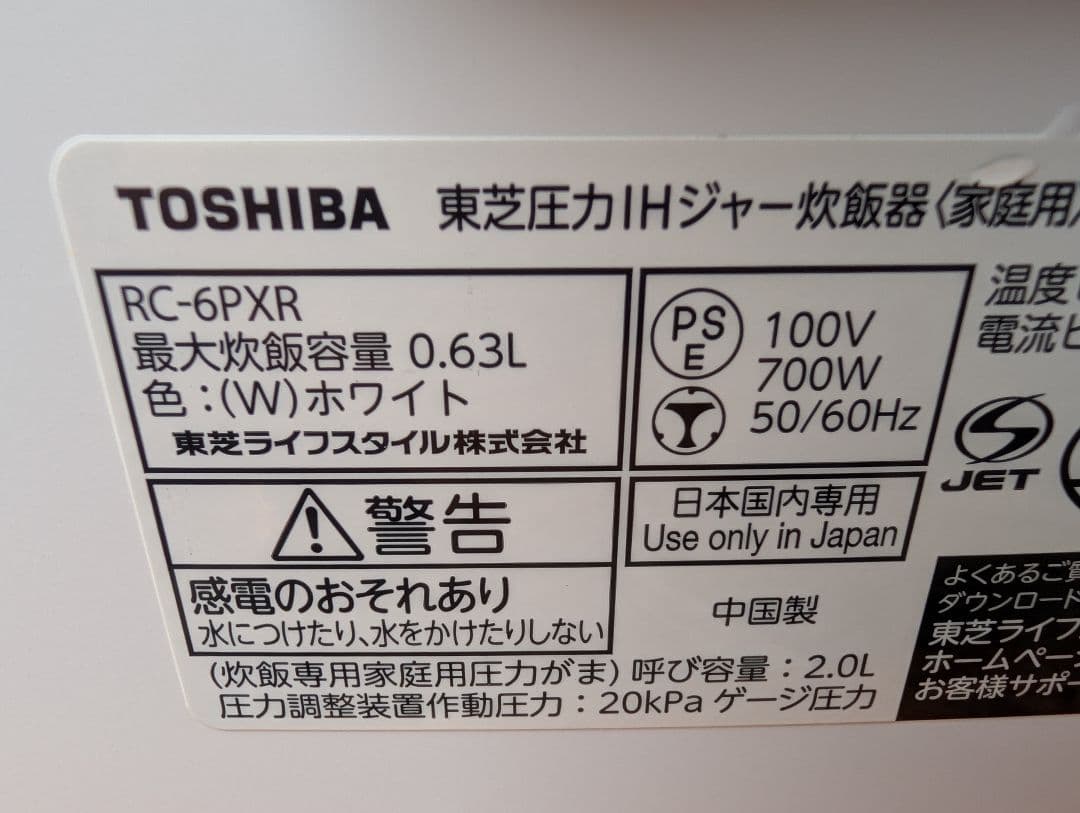 TOSHIBA 東芝圧力IHジャー炊飯器〈家庭用〉
RC-6PXR
最大炊飯容量 0.63L
色:(W)ホワイト
東芝ライフスタイル株式会社
PS
E
100V
700W
50/60Hz
温度
電流ヒ
JET
警告
感電のおそれあり
水につけたり、水をかけたりしない
日本国内専用
Use only in Japan
中国製
(炊飯専用家庭用圧力がま) 呼び容量:2.0L
圧力調整装置作動圧力:20kPa ゲージ圧力
よくあるご質
ダウンロード
東芝ライフ
ホームペー
お客様サポー